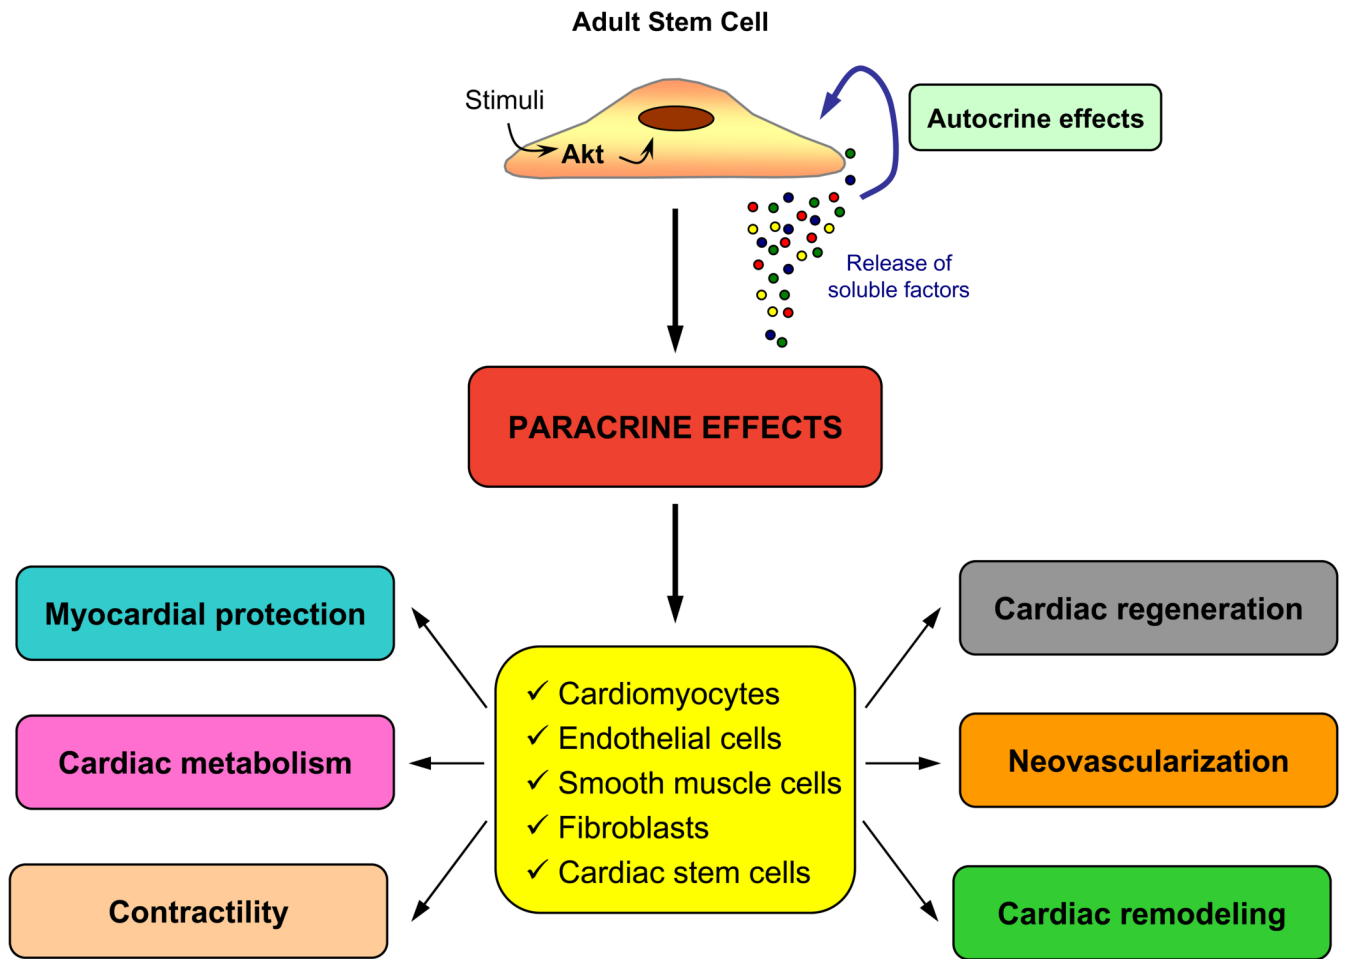 Adult Stem Cell
Stimuli
Akt
Autocrine effects
Release of
soluble factors
PARACRINE EFFECTS
Myocardial protection
Cardiac metabolism
Contractility
✓ Cardiomyocytes
✓ Endothelial cells
✓ Smooth muscle cells
✓ Fibroblasts
✓ Cardiac stem cells
Cardiac regeneration
Neovascularization
Cardiac remodeling